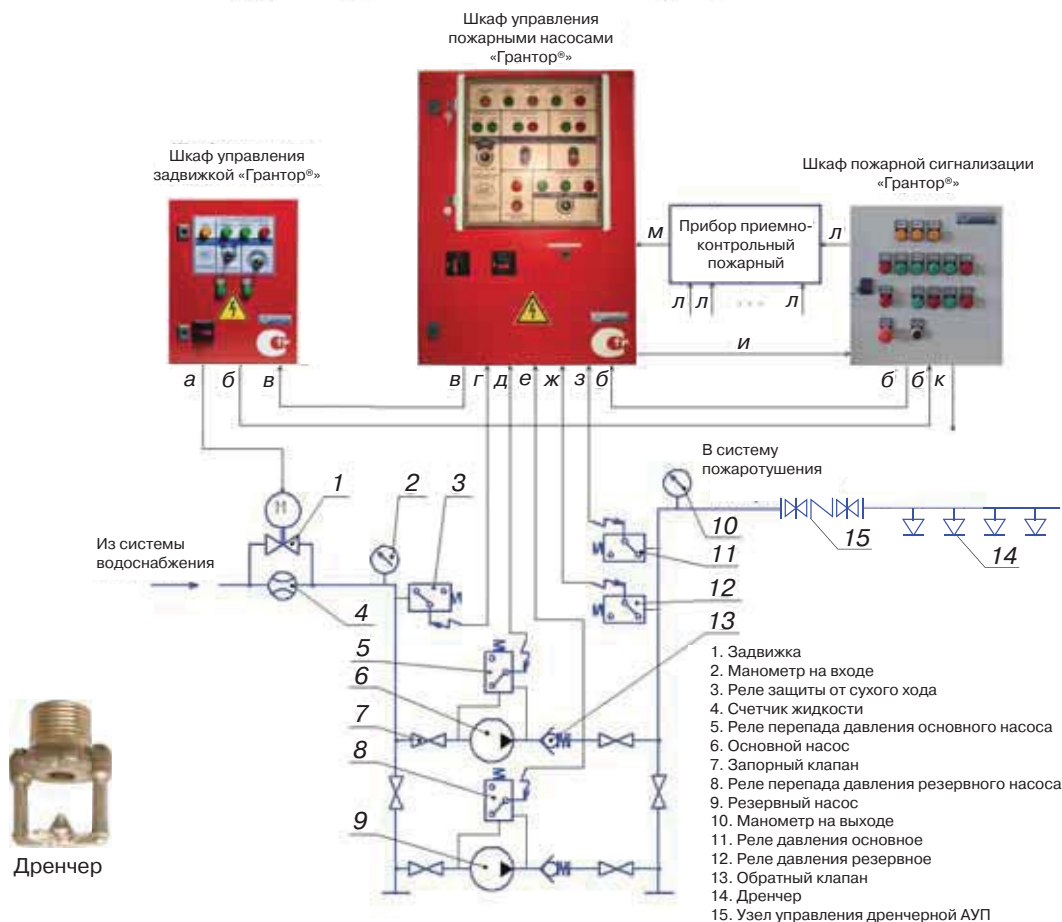 Шкаф управления
пожарными насосами
«Грантор®»
Шкаф управления
задвижкой «Грантор®»
Шкаф пожарной сигнализации
«Грантор®»
Прибор приемно-
контрольный
пожарный
м
л
л л ... л
и
а б в
в г д е ж з б
б б к
В систему
пожаротушения
Из системы
водоснабжения
М
1
2
3
4
5
6
7
8
9
10
11
12
13
14
15
1. Задвижка
2. Манометр на входе
3. Реле защиты от сухого хода
4. Счетчик жидкости
5. Реле перепада давления основного насоса
6. Основной насос
7. Запорный клапан
8. Реле перепада давления резервного насоса
9. Резервный насос
10. Манометр на выходе
11. Реле давления основное
12. Реле давления резервное
13. Обратный клапан
14. Дренчер
15. Узел управления дренчерной АУП
Дренчер